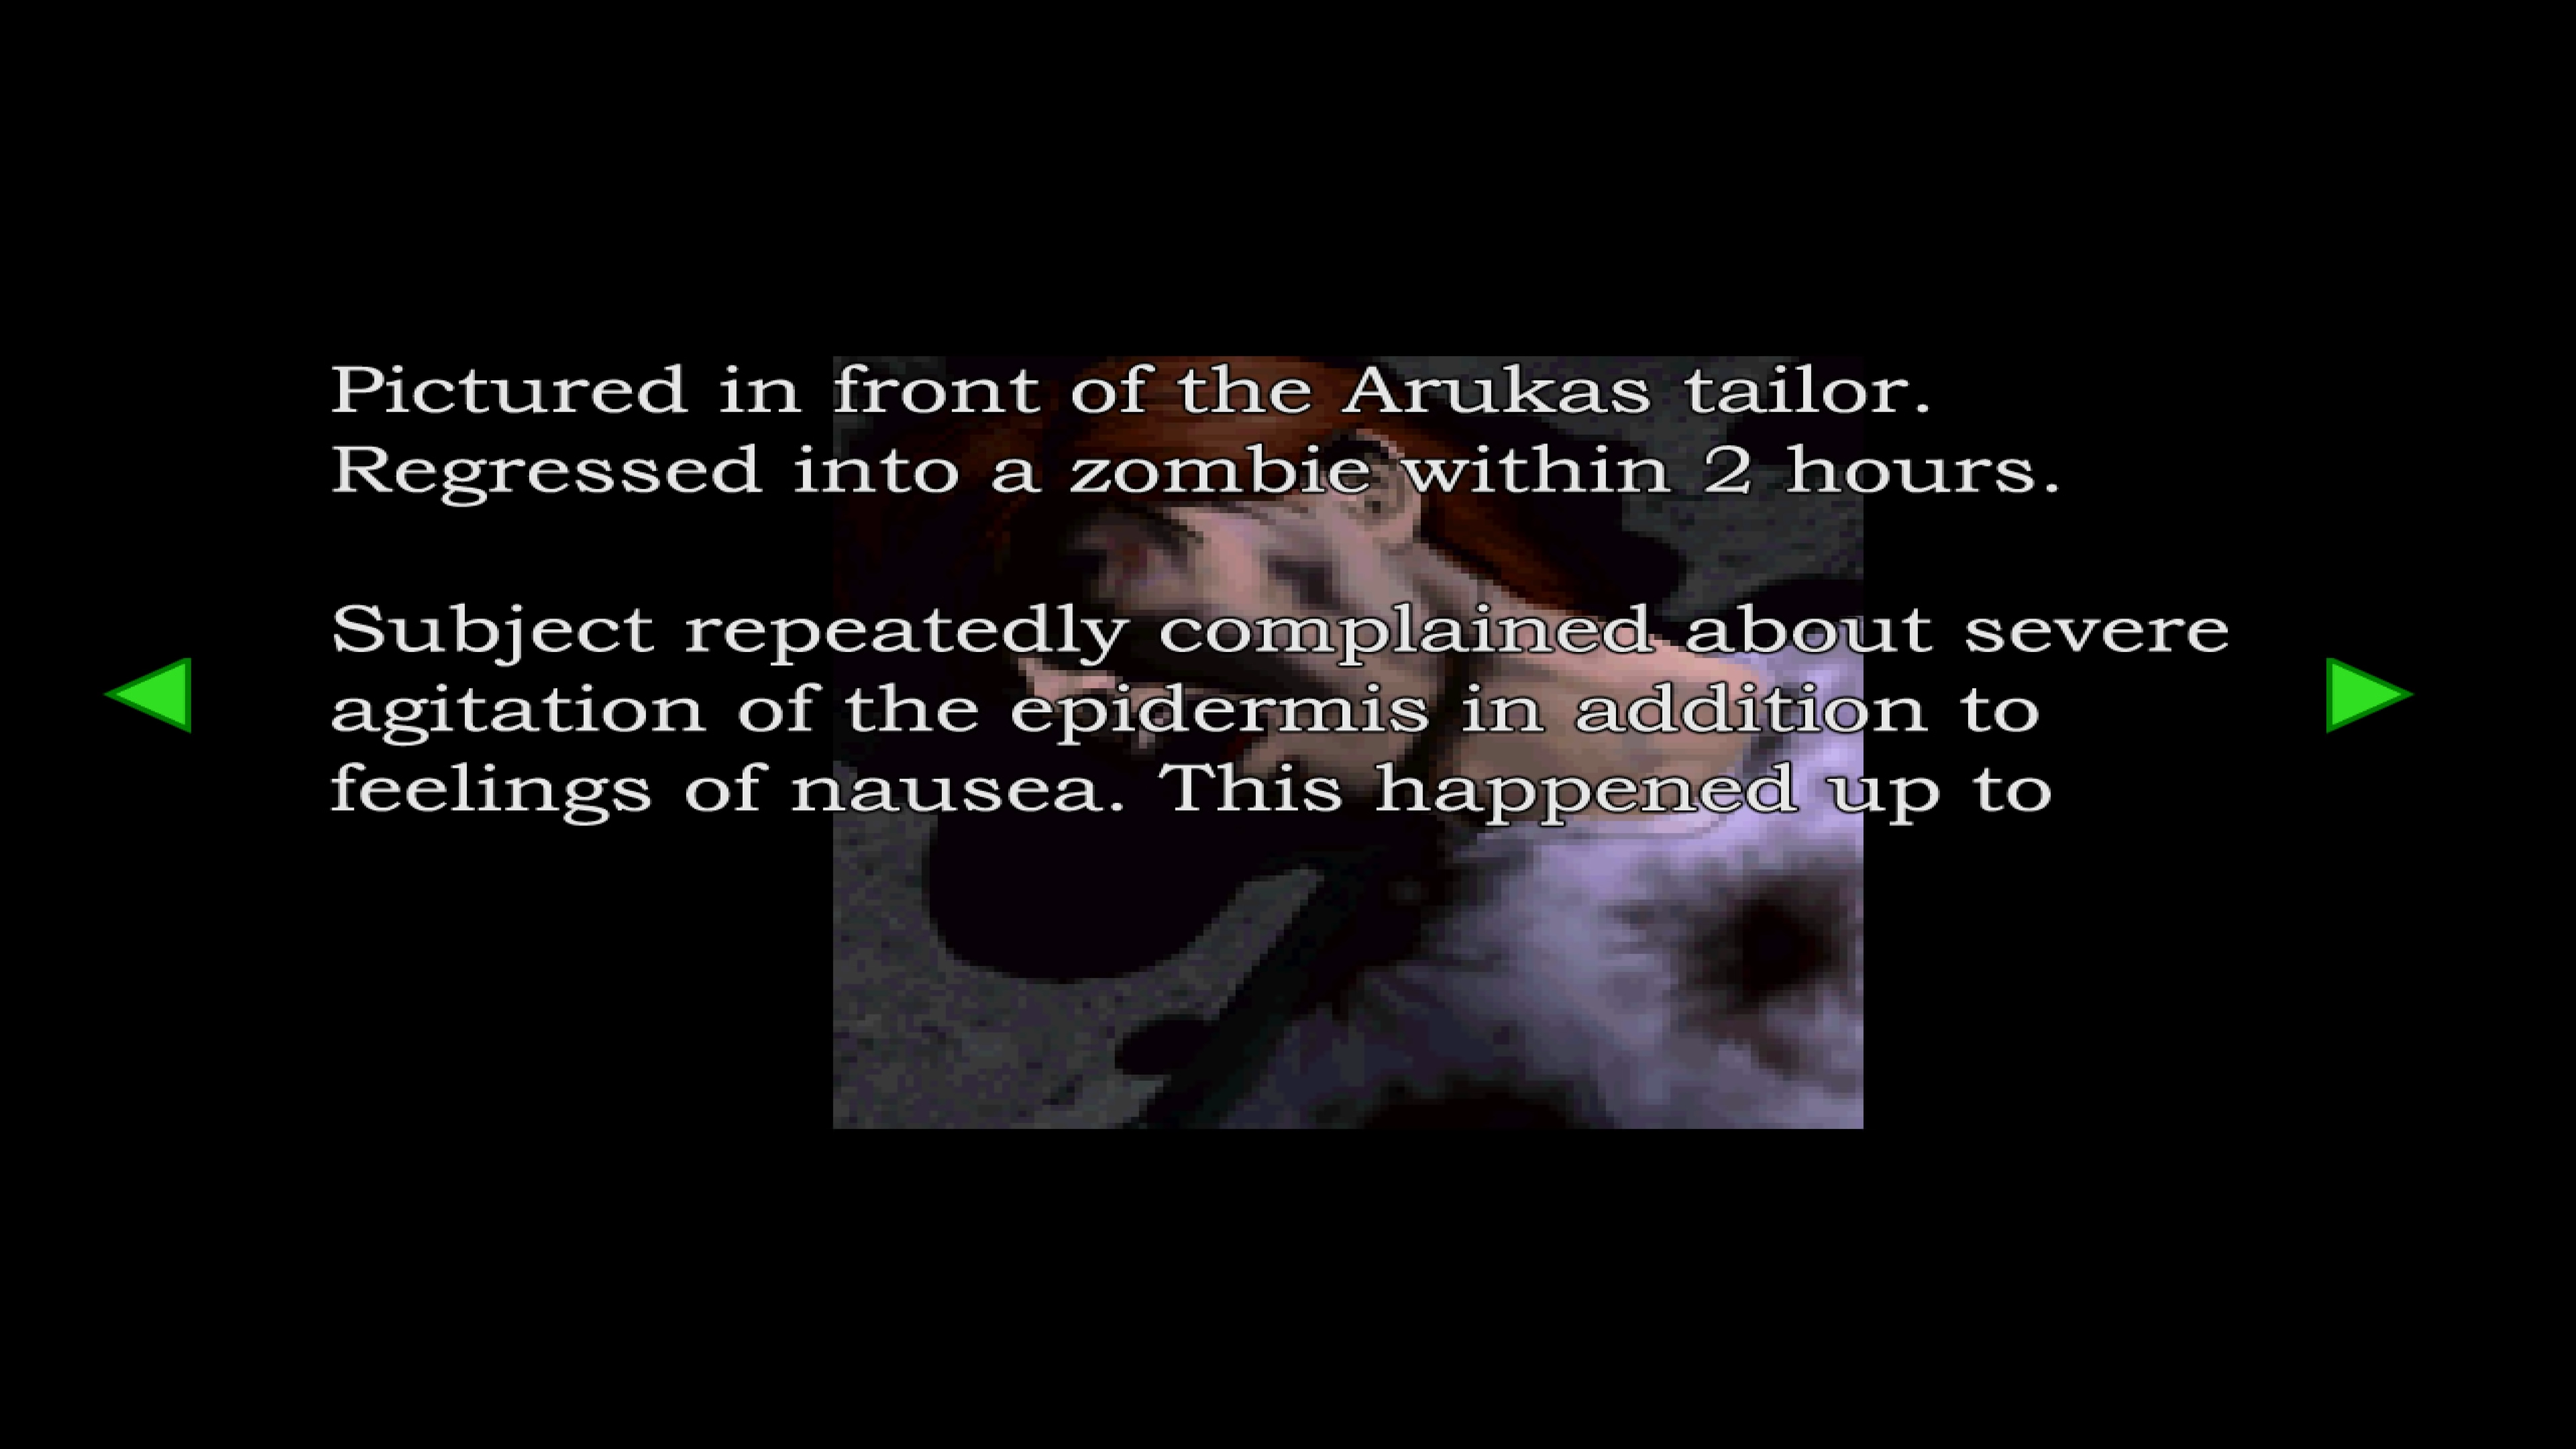 Pictured in front of the Arukas tailor.
Regressed into a zombie within 2 hours.
Subject repeatedly complained about severe
agitation of the epidermis in addition to
feelings of nausea. This happened up to